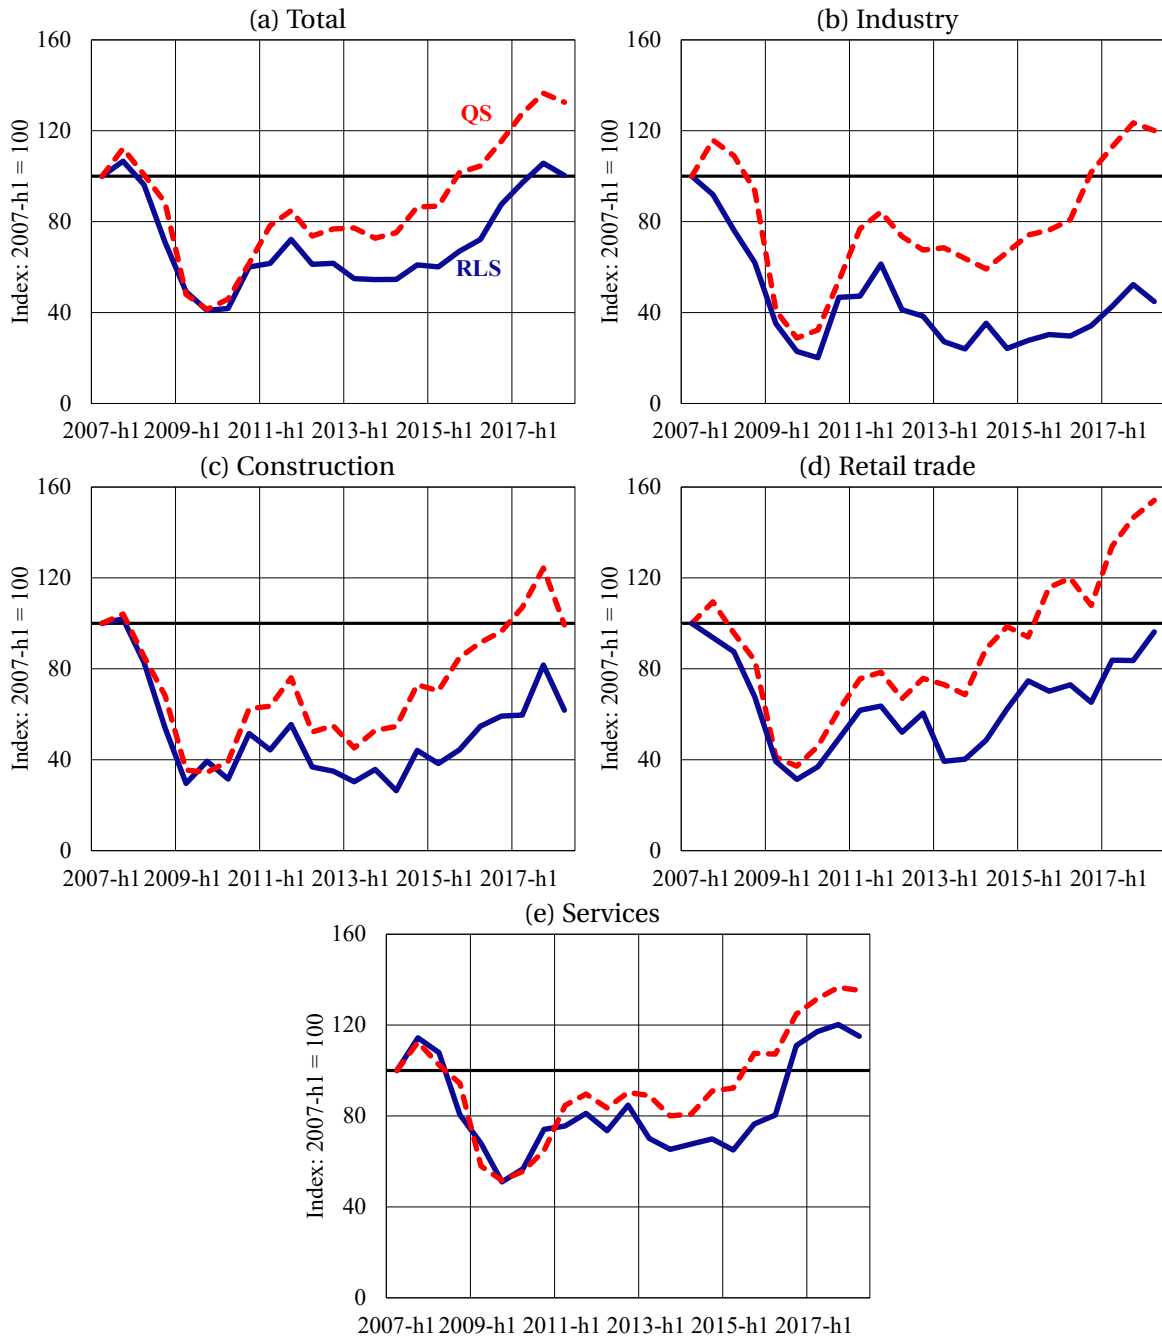 (a) Total
160
120
80
40
0
Index: 2007-h1 = 100
QS
RLS
2007-h1 2009-h1 2011-h1 2013-h1 2015-h1 2017-h1
(b) Industry
160
120
80
40
0
Index: 2007-h1 = 100
2007-h1 2009-h1 2011-h1 2013-h1 2015-h1 2017-h1
(c) Construction
160
120
80
40
0
Index: 2007-h1 = 100
2007-h1 2009-h1 2011-h1 2013-h1 2015-h1 2017-h1
(d) Retail trade
160
120
80
40
0
Index: 2007-h1 = 100
2007-h1 2009-h1 2011-h1 2013-h1 2015-h1 2017-h1
(e) Services
160
120
80
40
0
Index: 2007-h1 = 100
2007-h1 2009-h1 2011-h1 2013-h1 2015-h1 2017-h1